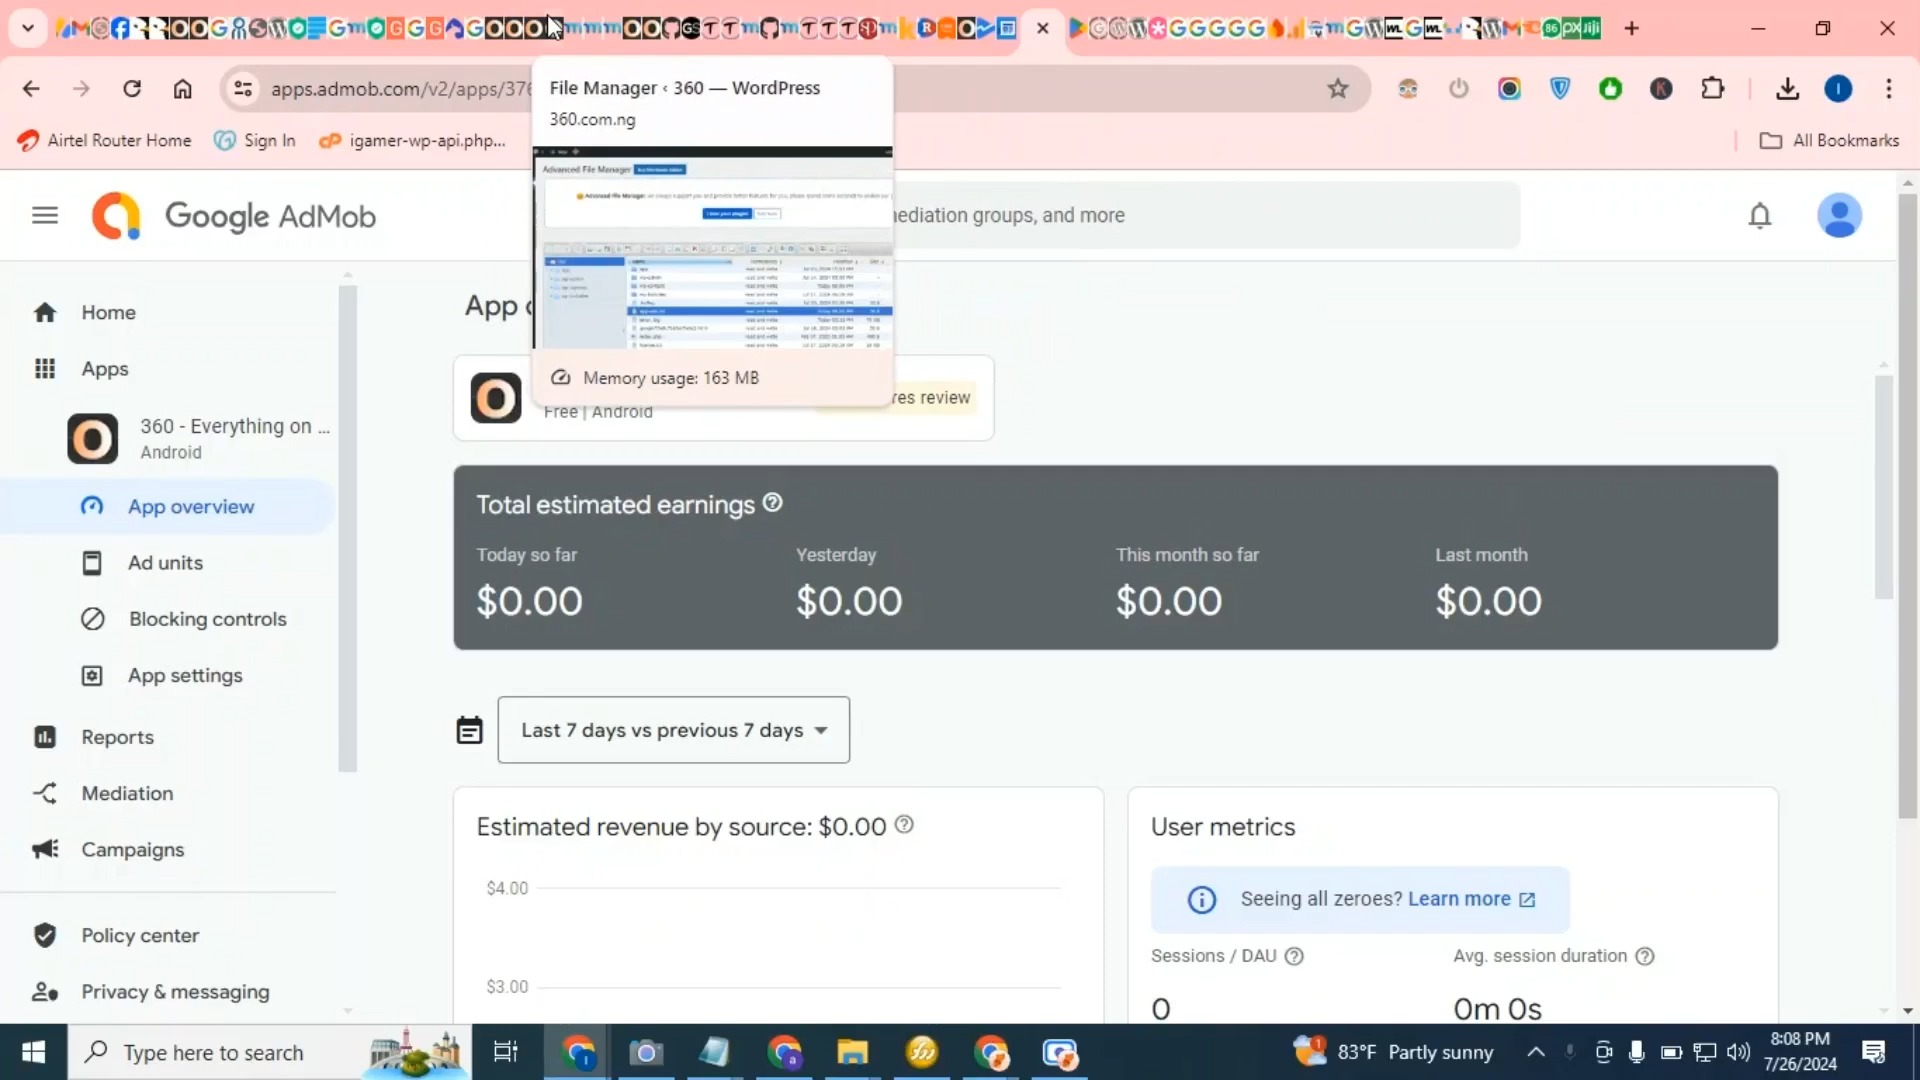 apps.admob.com/v2/apps/376
File Manager ‹ 360 — WordPress
360.com.ng
Airtel Router Home
Sign In
igamer-wp-api.php...
All Bookmarks
Advanced File Manager
Memory usage: 163 MB
Google AdMob
mediation groups, and more
Home
Apps
360 - Everything on ...
Android
App overview
Ad units
Blocking controls
App settings
Reports
Mediation
Campaigns
Policy center
Privacy & messaging
App
Free | Android
res review
Total estimated earnings
Today so far
Yesterday
This month so far
Last month
$0.00
$0.00
$0.00
$0.00
Last 7 days vs previous 7 days
Estimated revenue by source: $0.00
$4.00
$3.00
User metrics
Seeing all zeroes? Learn more
Sessions / DAU
Avg. session duration
0
0m 0s
Type here to search
83°F Partly sunny
8:08 PM
7/26/2024